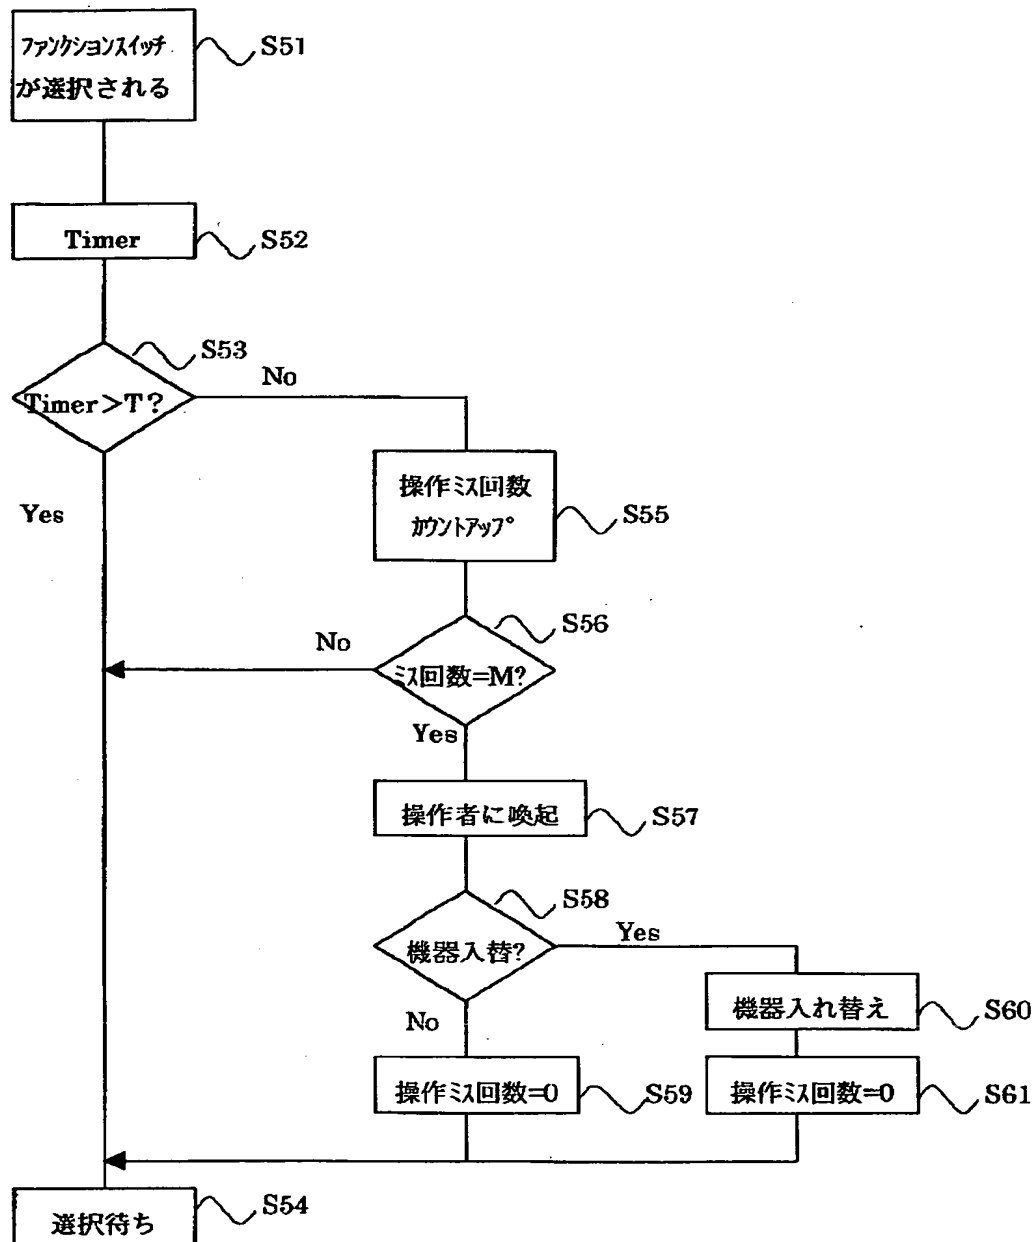 ファンクションスイッチ
が選択される
S51
Timer
S52
S53
Timer>T?
No
Yes
操作ミス回数
カウントアップ
S55
S56
No
ミス回数=M?
Yes
操作者に喚起
S57
S58
機器入替?
Yes
No
機器入れ替え
S60
操作ミス回数=0
S59
操作ミス回数=0
S61
選択待ち
S54